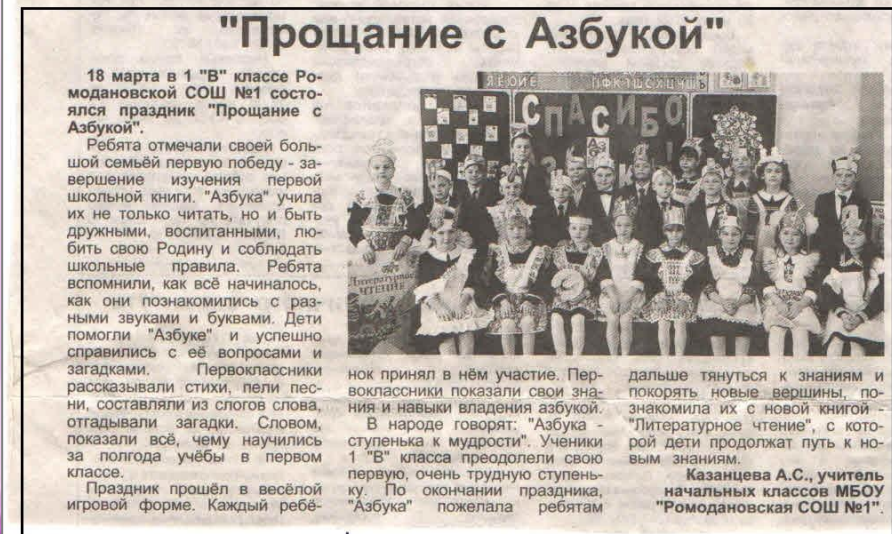 "Прощание с Азбукой"
18 марта в 1 "В" классе Ро-
модановской СОШ №1 состо-
ялся праздник "Прощание с
Азбукой".
Ребята отмечали своей боль-
шой семьёй первую победу - за-
вершение изучения первой
школьной книги. "Азбука" учила
их не только читать, но и быть
дружными, воспитанными, лю-
бить свою Родину и соблюдать
школьные правила. Ребята
вспомнили, как всё начиналось,
как они познакомились с раз-
ными звуками и буквами. Дети
помогли "Азбуке" и успешно
справились с её вопросами и
загадками. Первоклассники
рассказывали стихи, пели пес-
ни, составляли из слогов слова,
отгадывали загадки. Словом,
показали всё, чему научились
за полгода учёбы в первом
классе.
Праздник прошёл в весёлой
игровой форме. Каждый ребё-
СПАСИБО
Литературное
ЧТЕНИЕ
нок принял в нём участие. Пер-
воклассники показали свои зна-
ния и навыки владения азбукой.
В народе говорят: "Азбука -
ступенька к мудрости". Ученики
1 "В" класса преодолели свою
первую, очень трудную ступень-
ку. По окончании праздника,
"Азбука" пожелала ребятам
дальше тянуться к знаниям и
покорять новые вершины, по-
знакомила их с новой книгой -
"Литературное чтение", с кото-
рой дети продолжат путь к но-
вым знаниям.
Казанцева А.С., учитель
начальных классов МБОУ
"Ромодановская СОШ №1".